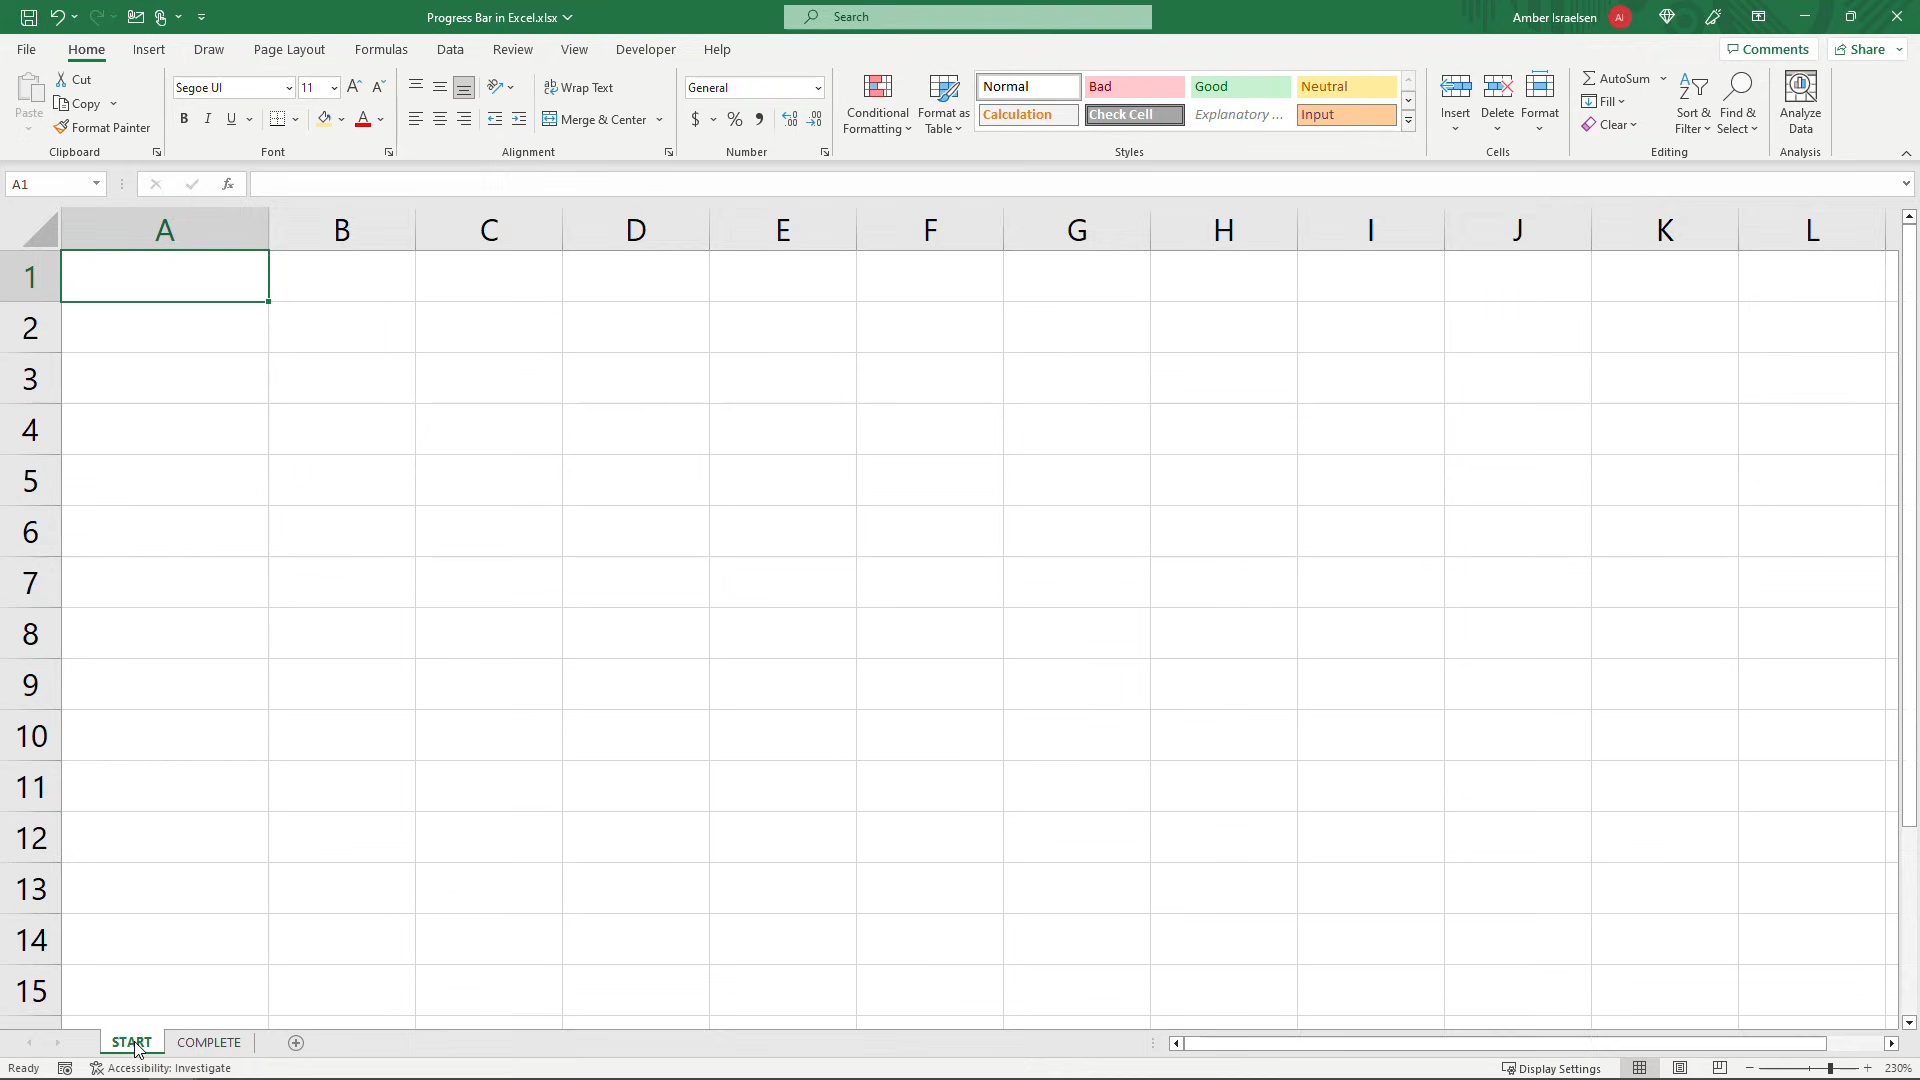 Progress Bar in Excel.xlsx
Search
Amber Israelsen
AI
File Home Insert Draw Page Layout Formulas Data Review View Developer Help
Comments
Share
Paste
Cut
Copy
Format Painter
Clipboard
Segoe UI 11
B I U
Font
Wrap Text
Merge & Center
Alignment
General
$ % 9
Number
Conditional
Formatting
Format as
Table
Normal Bad Good Neutral
Calculation Check Cell Explanatory ... Input
Styles
Insert Delete Format
Cells
AutoSum
Fill
Clear
Sort &
Filter
Find &
Select
Editing
Analyze
Data
Analysis
A1
fx
A B C D E F G H I J K L
1
2
3
4
5
6
7
8
9
10
11
12
13
14
15
START COMPLETE
Ready
Accessibility: Investigate
Display Settings
230%